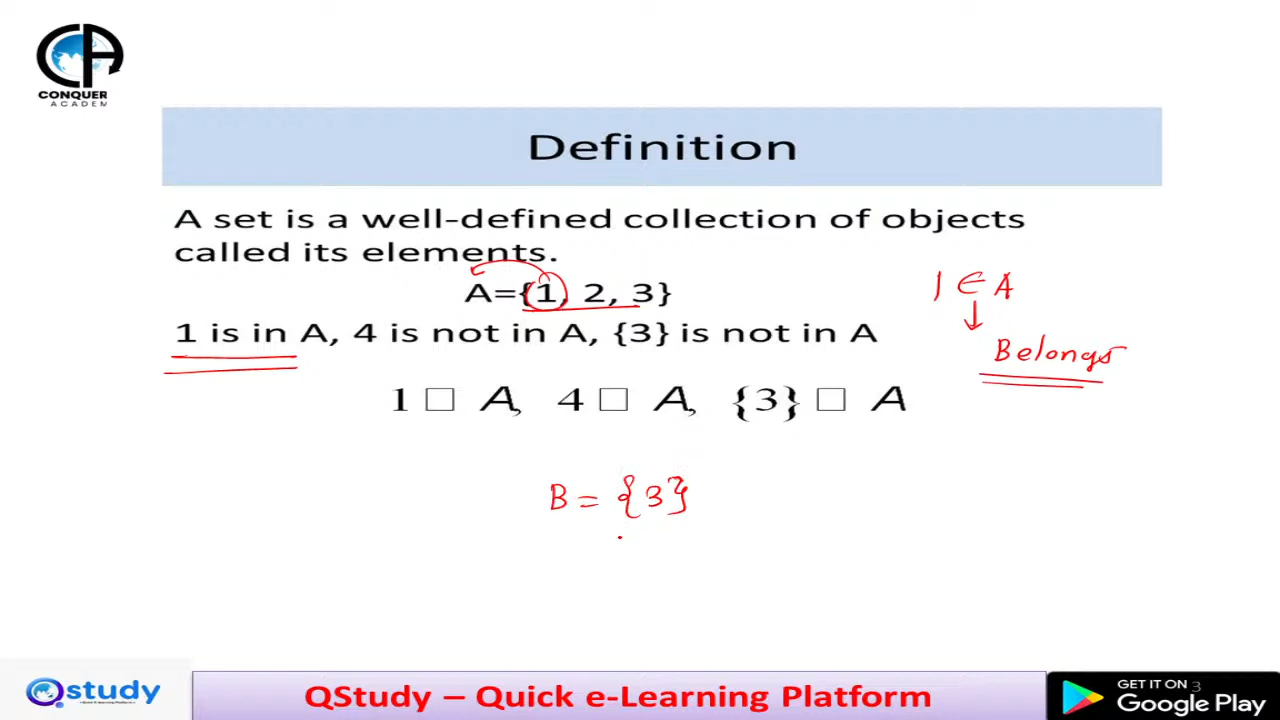 CONQUER
ACADEM
Definition
A set is a well-defined collection of objects
called its elements.
A={1, 2, 3}
1 ∈ A
1 is in A, 4 is not in A, {3} is not in A
Belongs
1 □ A, 4 □ A, {3} □ A
B = {3}
study
QStudy – Quick e-Learning Platform
GET IT ON 3
Google Play